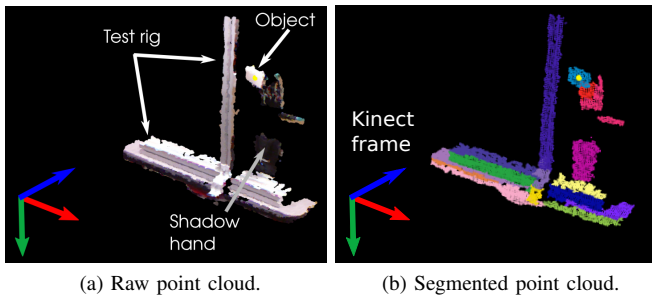 Test rig
Object
Shadow
hand
Kinect
frame
(a) Raw point cloud.
(b) Segmented point cloud.